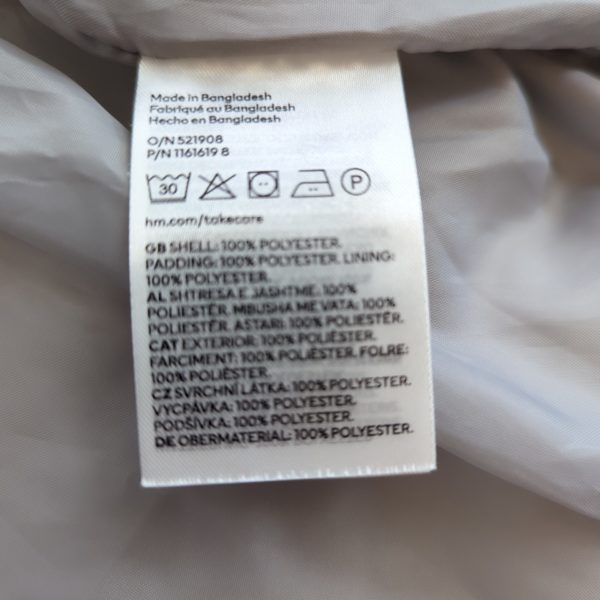 Made in Bangladesh
Fabriqué au Bangladesh
Hecho en Bangladesh
O/N 521908
P/N 1161619 8
30 P
hm.com/takecare
GB SHELL: 100% POLYESTER.
PADDING: 100% POLYESTER. LINING:
100% POLYESTER.
AL SHTRESA E JASHTME: 100%
POLIESTËR. MBUSHA ME VATA: 100%
POLIESTËR. ASTARI: 100% POLIESTËR.
CAT EXTERIOR: 100% POLIÈSTER.
FARCIMENT: 100% POLIÈSTER. FOLRE:
100% POLIÈSTER.
CZ SVRCHNÍ LÁTKA: 100% POLYESTER.
VYCPÁVKA: 100% POLYESTER.
PODŠÍVKA: 100% POLYESTER.
DE OBERMATERIAL: 100% POLYESTER.